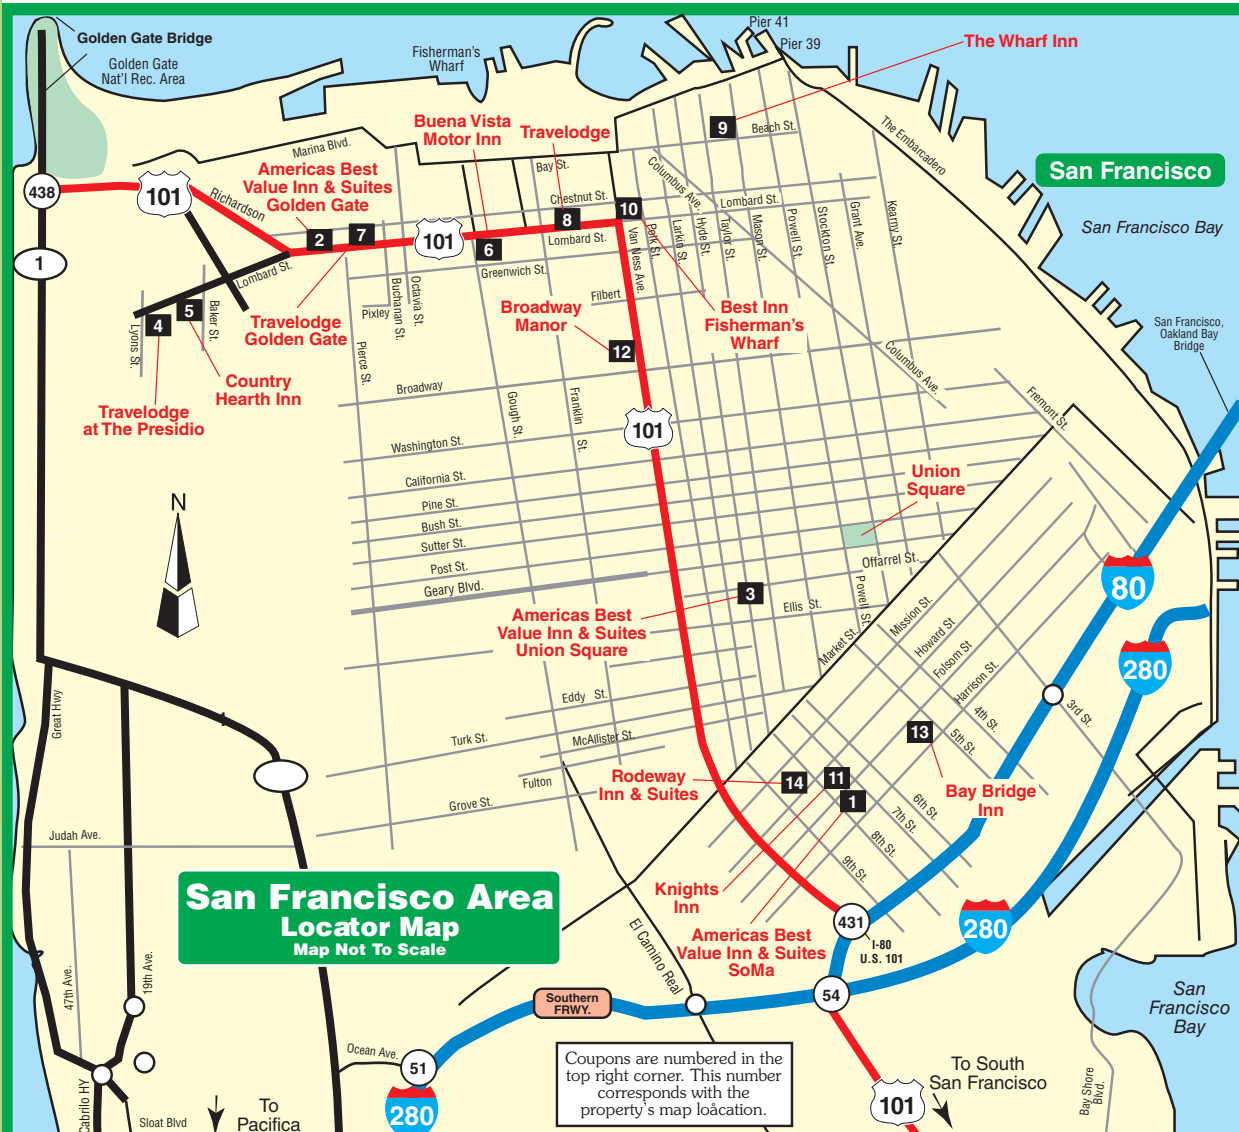 Golden Gate Bridge
Golden Gate
Nat'l Rec. Area
Fisherman's
Wharf
Pier 41
Pier 39
The Wharf Inn
Buena Vista
Motor Inn
Travelodge
9
Beach St.
The Embarcadero
San Francisco
San Francisco Bay
Marina Blvd.
Americas Best
Value Inn & Suites
Golden Gate
Bay St.
Columbus Ave.
438
101
Richardson
Chestnut St.
10
Lombard St.
8
2
7
101
6
Lombard St.
Polk St.
Larkin St.
Hyde St.
Taylor St.
Mason St.
Powell St.
Stockton St.
Grant Ave.
Kearny St.
Van Ness Ave.
1
Lombard St.
Greenwich St.
Octavia St.
Buchanan St.
Filbert
Pixley
Broadway
Manor
Best Inn
Fisherman's
Wharf
San Francisco,
Oakland Bay
Bridge
5
4
Baker St.
Lyons St.
Travelodge
Golden Gate
12
Pierce St.
Columbus Ave.
Country
Hearth Inn
Travelodge
at The Presidio
Broadway
Gough St.
Franklin
St.
Fremont St.
101
Washington St.
California St.
Union
Square
N
Pine St.
Bush St.
Sutter St.
Post St.
Geary Blvd.
Offarrel St.
80
3
Ellis St.
Powell St.
Americas Best
Value Inn & Suites
Union Square
Mission St.
Howard St
Folsom St
Harrison St.
Market St.
280
Eddy St.
Great Hwy
4th St.
3rd St.
5th St.
13
Turk St.
McAllister St.
Rodeway
Inn & Suites
14
11
1
Fulton
Bay Bridge
Inn
Grove St.
6th St.
7th St.
8th St.
9th St.
Judah Ave.
San Francisco Area
Locator Map
Map Not To Scale
Knights
Inn
431
280
El Camino Real
Americas Best
Value Inn & Suites
SoMa
I-80
U.S. 101
47th Ave.
19th Ave.
Southern
FRWY.
54
San
Francisco
Bay
Ocean Ave.
51
280
Coupons are numbered in the
top right corner. This number
corresponds with the
property's map loåcation.
To South
San Francisco
101
Bay Shore
Blvd.
Cabrilo HY
Sloat Blvd
To
Pacifica